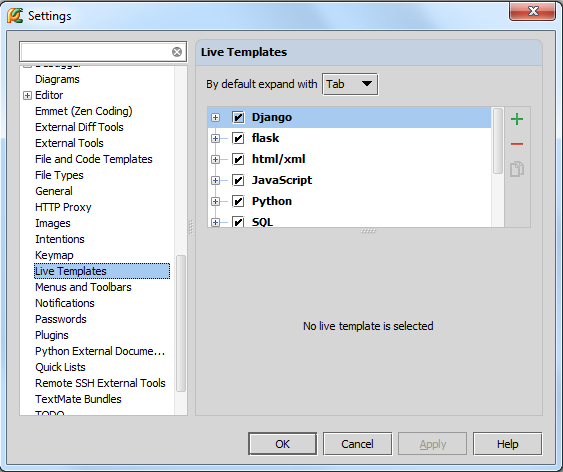 Settings
Live Templates
By default expand with Tab
Diagrams
Editor
Emmet (Zen Coding)
External Diff Tools
External Tools
File and Code Templates
File Types
General
HTTP Proxy
Images
Intentions
Keymap
Live Templates
Menus and Toolbars
Notifications
Passwords
Plugins
Python External Docume...
Quick Lists
Remote SSH External Tools
TextMate Bundles
TODO
Django
flask
html/xml
JavaScript
Python
SQL
No live template is selected
OK
Cancel
Apply
Help